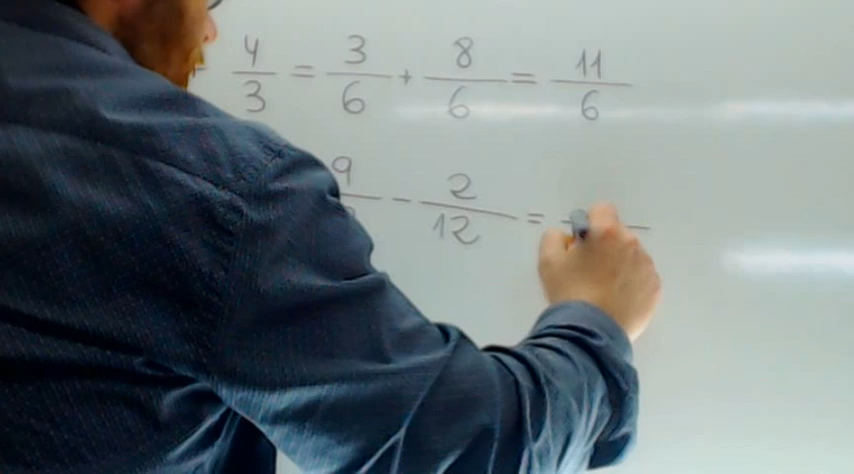 4/3 = 3/6 + 8/6 = 11/6
9 - 2/12 =